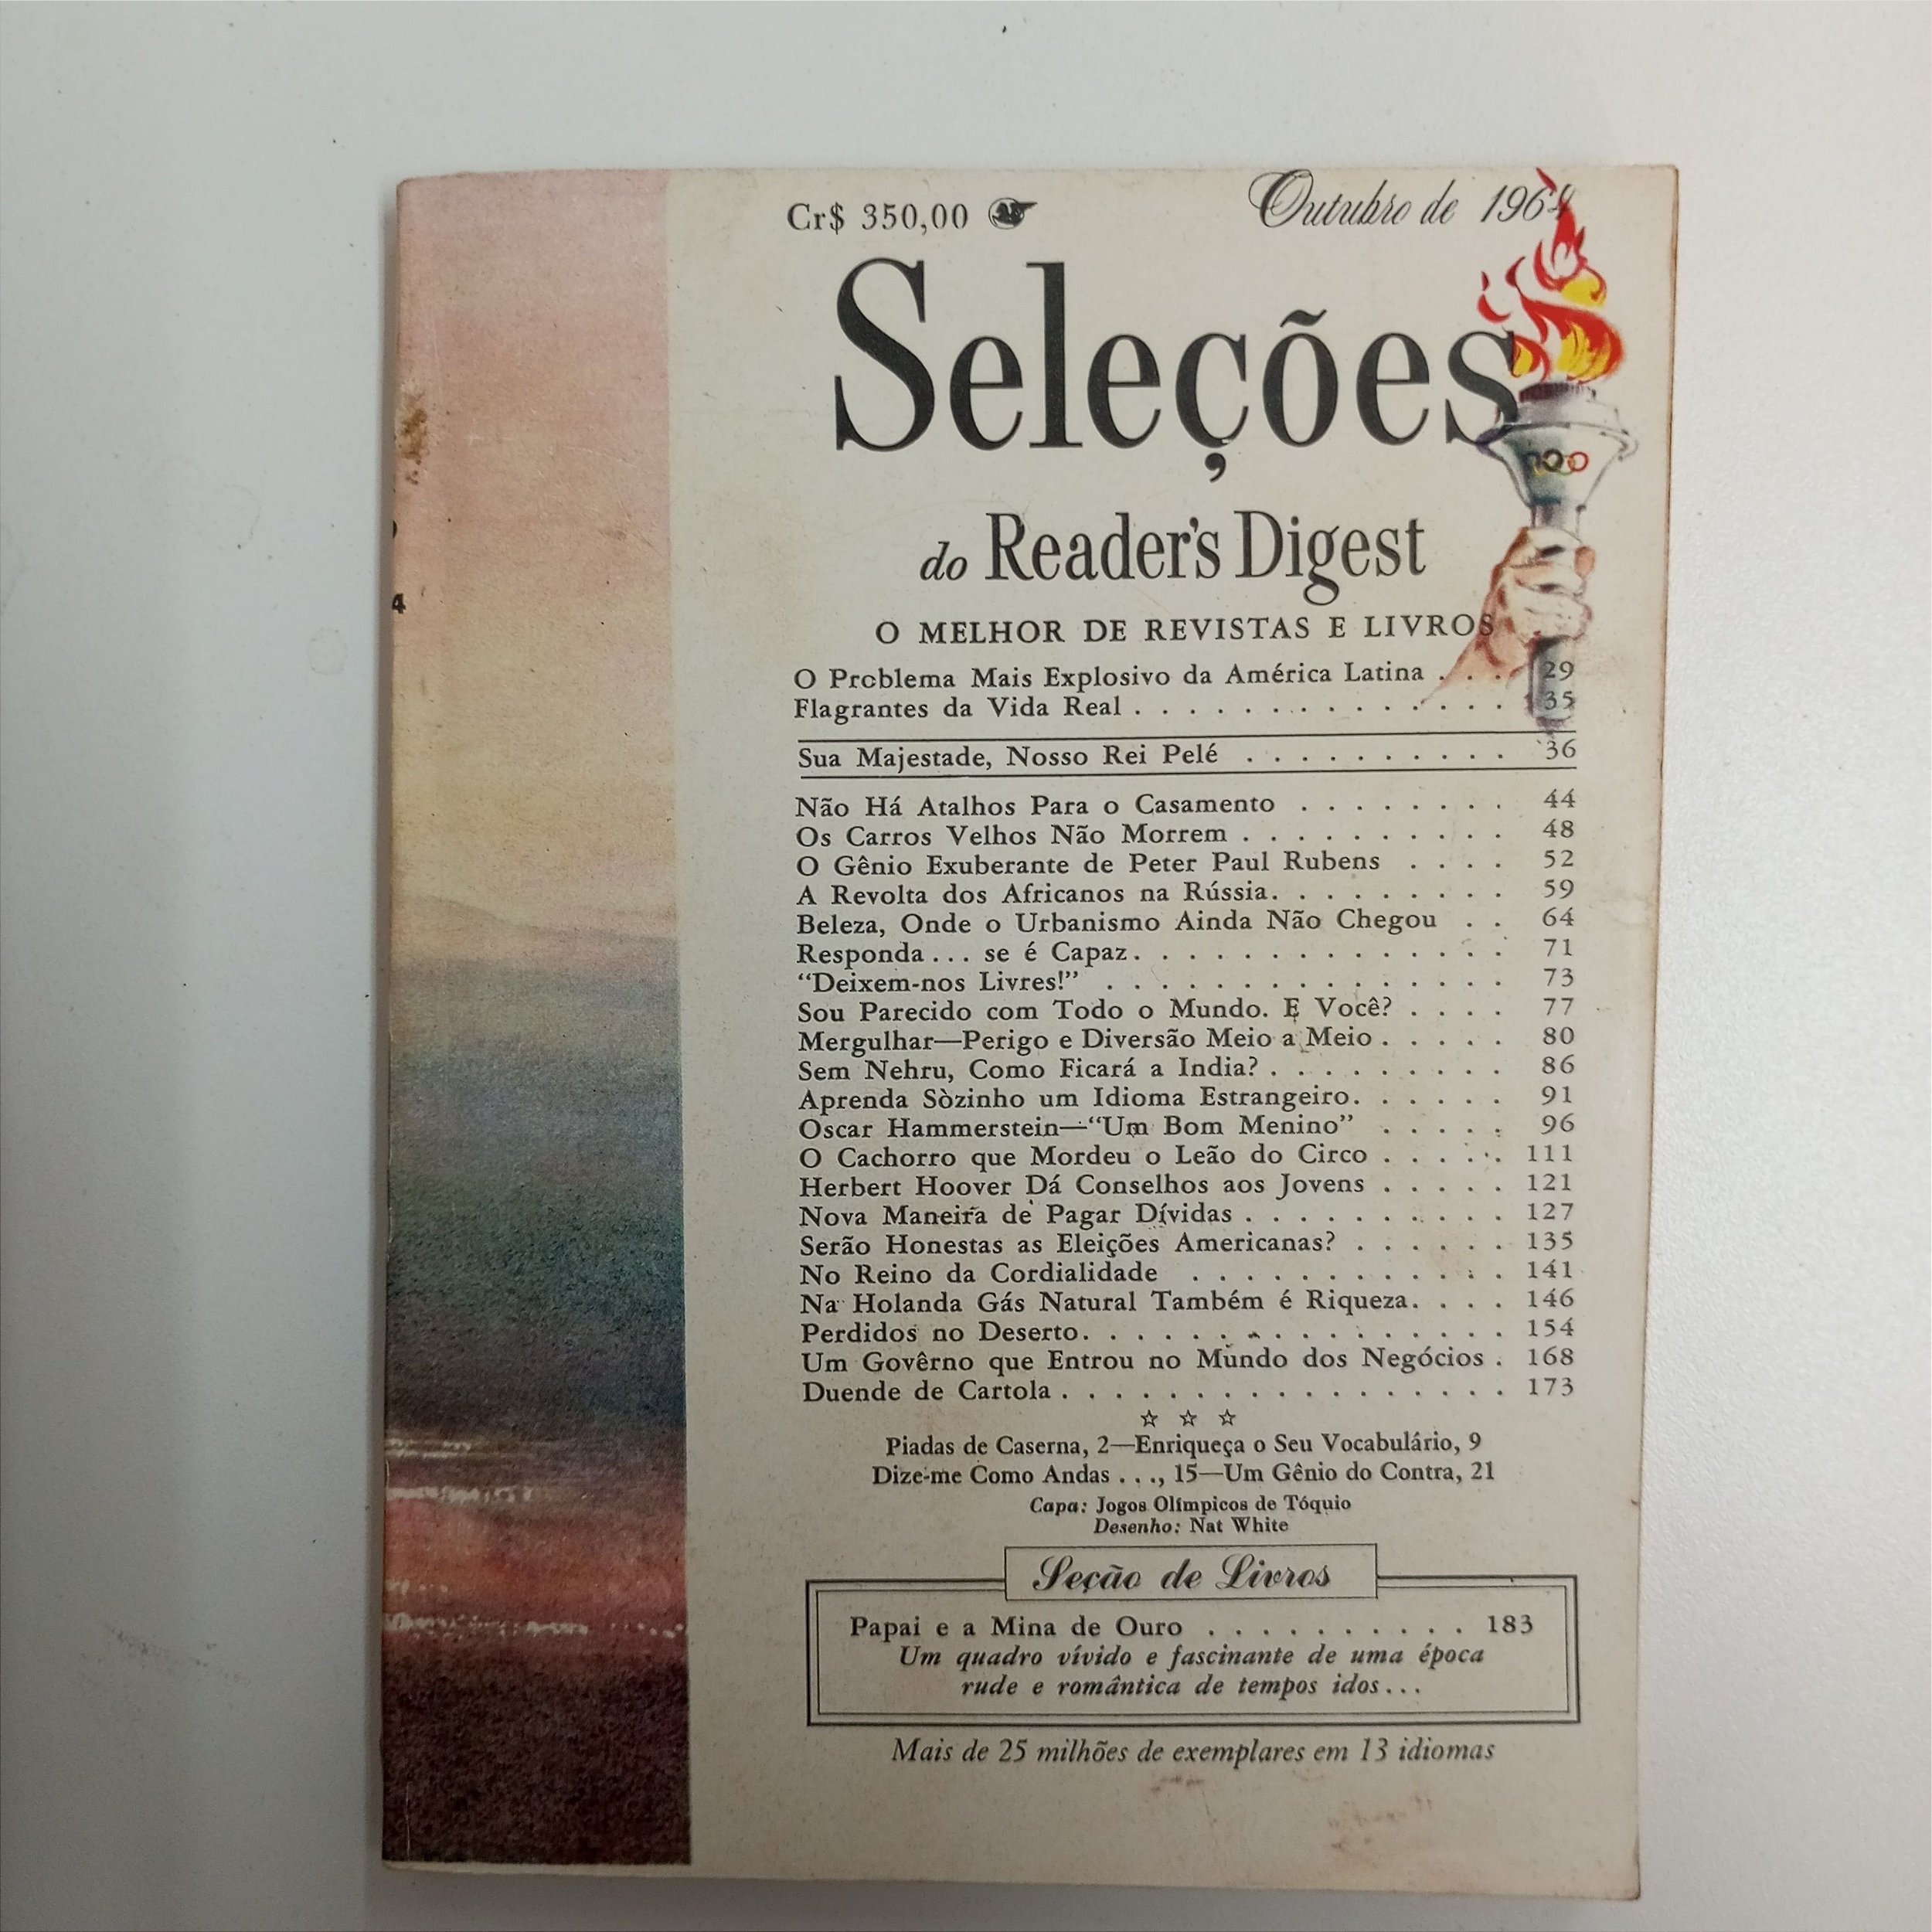 Cr$ 350,00
Outubro de 1964
Seleções
do Reader's Digest
O MELHOR DE REVISTAS E LIVROS
O Problema Mais Explosivo da América Latina . . . 29
Flagrantes da Vida Real . . . . . . . . . . . . . . 35
Sua Majestade, Nosso Rei Pelé . . . . . . . . . . 36
Não Há Atalhos Para o Casamento . . . . . . . . 44
Os Carros Velhos Não Morrem . . . . . . . . . . 48
O Gênio Exuberante de Peter Paul Rubens . . . . 52
A Revolta dos Africanos na Rússia. . . . . . . . . 59
Beleza, Onde o Urbanismo Ainda Não Chegou . . 64
Responda... se é Capaz. . . . . . . . . . . . . . 71
“Deixem-nos Livres!” . . . . . . . . . . . . . . . 73
Sou Parecido com Todo o Mundo. E Você? . . . . 77
Mergulhar—Perigo e Diversão Meio a Meio . . . . . 80
Sem Nehru, Como Ficará a India? . . . . . . . . . 86
Aprenda Sòzinho um Idioma Estrangeiro. . . . . . 91
Oscar Hammerstein—“Um Bom Menino” . . . . . 96
O Cachorro que Mordeu o Leão do Circo . . . . . 111
Herbert Hoover Dá Conselhos aos Jovens . . . . . 121
Nova Maneira de Pagar Dívidas . . . . . . . . . . 127
Serão Honestas as Eleições Americanas? . . . . . . 135
No Reino da Cordialidade . . . . . . . . . . . . 141
Na Holanda Gás Natural Também é Riqueza. . . . 146
Perdidos no Deserto. . . . . . . . . . . . . . . . 154
Um Govêrno que Entrou no Mundo dos Negócios . 168
Duende de Cartola . . . . . . . . . . . . . . . . . 173
☆ ☆ ☆
Piadas de Caserna, 2—Enriqueça o Seu Vocabulário, 9
Dize-me Como Andas . . ., 15—Um Gênio do Contra, 21
Capa: Jogos Olímpicos de Tóquio
Desenho: Nat White
Seção de Livros
Papai e a Mina de Ouro . . . . . . . . . . 183
Um quadro vívido e fascinante de uma época
rude e romântica de tempos idos...
Mais de 25 milhões de exemplares em 13 idiomas
4